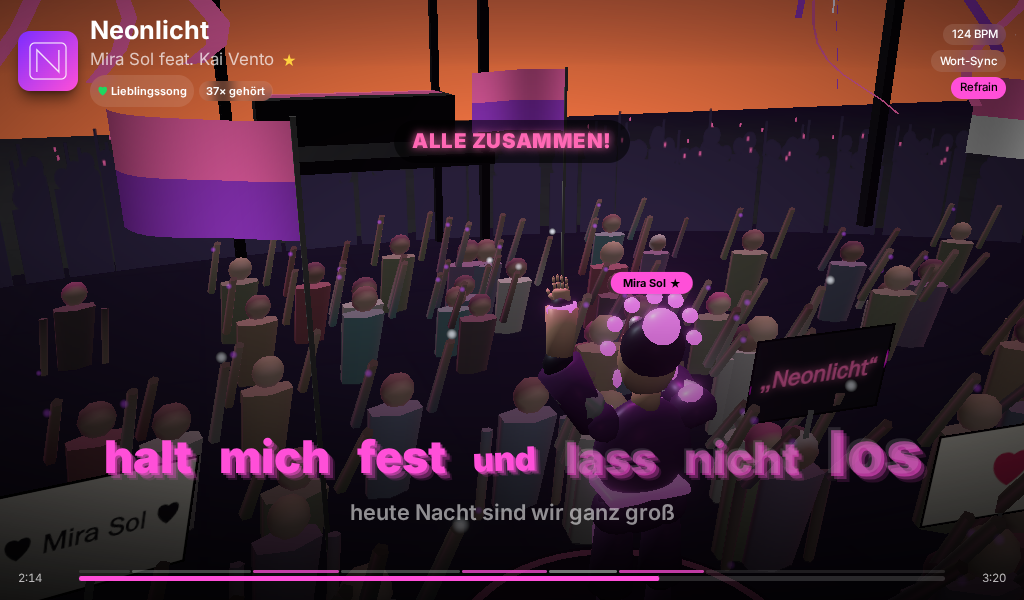 Neonlicht
Mira Sol feat. Kai Vento ★
Lieblingssong
37× gehört
124 BPM
Wort-Sync
Refrain
ALLE ZUSAMMEN!
Mira Sol ★
„Neonlicht“
halt mich fest und lass nicht los
heute Nacht sind wir ganz groß
♥ Mira Sol ♥
2:14
3:20